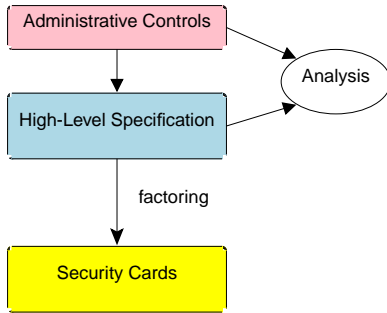 Administrative Controls
Analysis
High-Level Specification
factoring
Security Cards